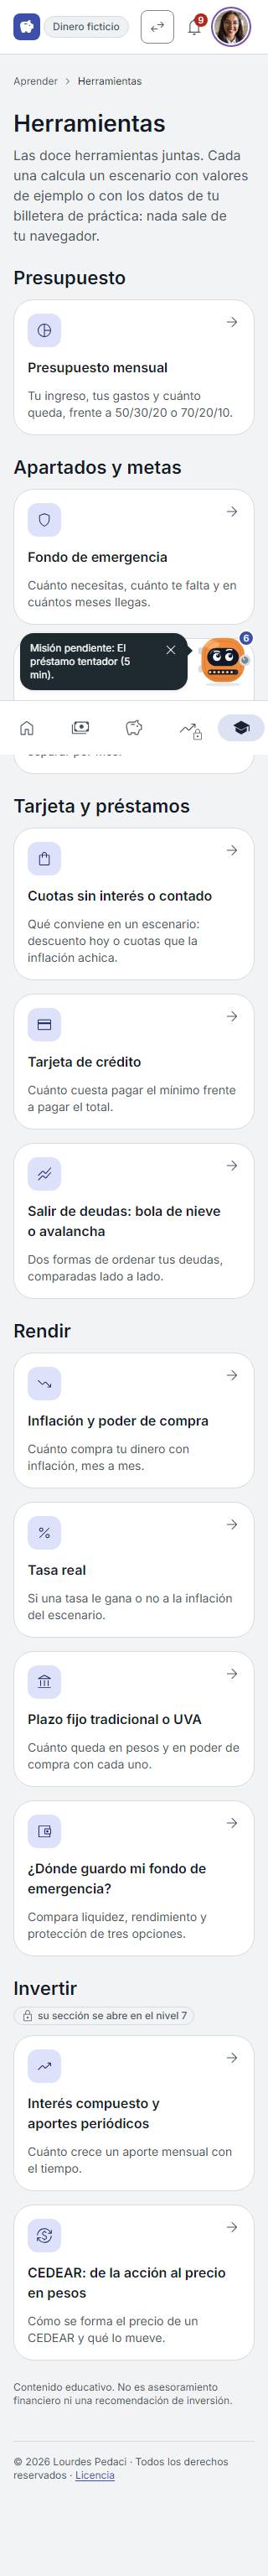 Dinero ficticio
9
Aprender > Herramientas
Herramientas
Las doce herramientas juntas. Cada
una calcula un escenario con valores
de ejemplo o con los datos de tu
billetera de práctica: nada sale de
tu navegador.
Presupuesto
Presupuesto mensual
Tu ingreso, tus gastos y cuánto
queda, frente a 50/30/20 o 70/20/10.
Apartados y metas
Fondo de emergencia
Cuánto necesitas, cuánto te falta y en
cuántos meses llegas.
Misión pendiente: El
préstamo tentador (5
min).
6
Tarjeta y préstamos
Cuotas sin interés o contado
Qué conviene en un escenario:
descuento hoy o cuotas que la
inflación achica.
Tarjeta de crédito
Cuánto cuesta pagar el mínimo frente
a pagar el total.
Salir de deudas: bola de nieve
o avalancha
Dos formas de ordenar tus deudas,
comparadas lado a lado.
Rendir
Inflación y poder de compra
Cuánto compra tu dinero con
inflación, mes a mes.
Tasa real
Si una tasa le gana o no a la inflación
del escenario.
Plazo fijo tradicional o UVA
Cuánto queda en pesos y en poder de
compra con cada uno.
¿Dónde guardo mi fondo de
emergencia?
Compara liquidez, rendimiento y
protección de tres opciones.
Invertir
su sección se abre en el nivel 7
Interés compuesto y
aportes periódicos
Cuánto crece un aporte mensual con
el tiempo.
CEDEAR: de la acción al precio
en pesos
Cómo se forma el precio de un
CEDEAR y qué lo mueve.
Contenido educativo. No es asesoramiento
financiero ni una recomendación de inversión.
© 2026 Lourdes Pedaci · Todos los derechos
reservados · Licencia